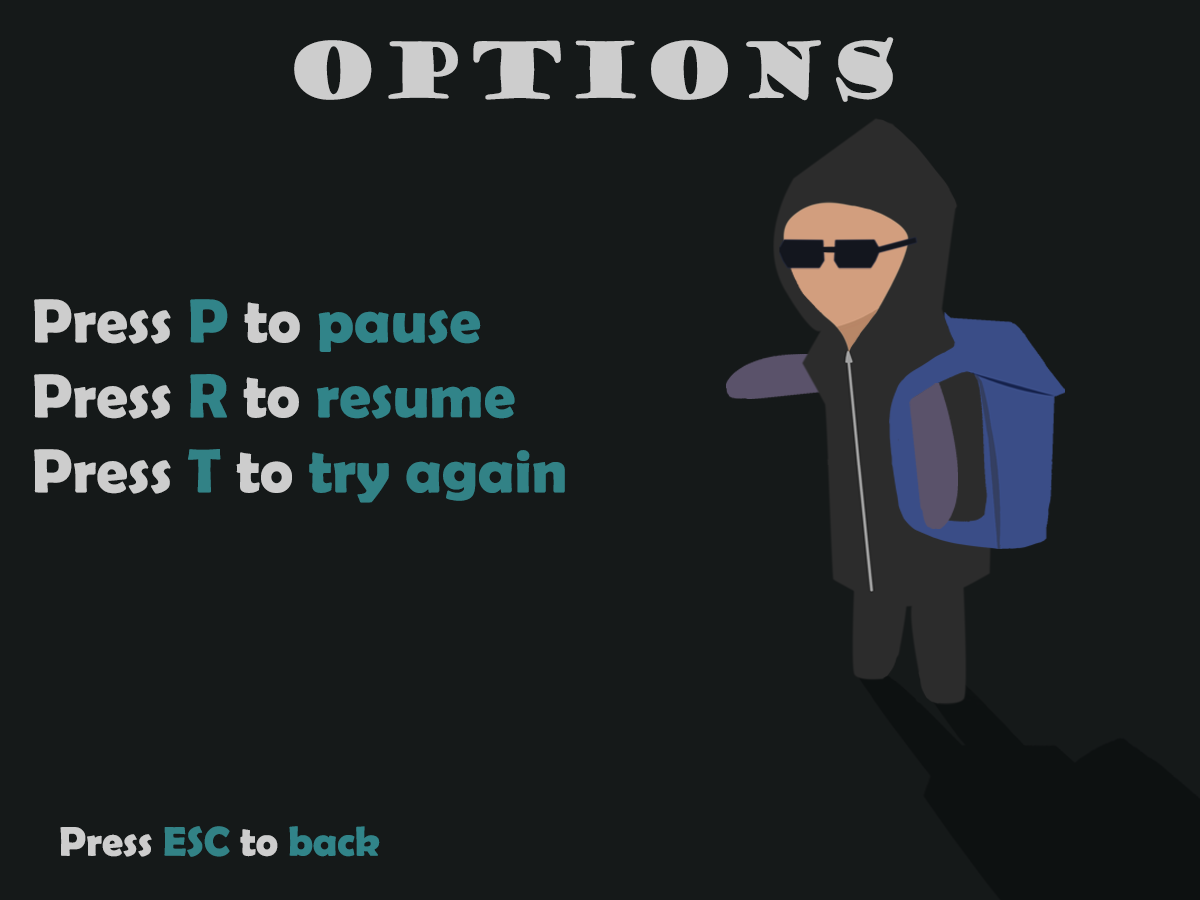 OPTIONS
Press P to pause
Press R to resume
Press T to try again
Press ESC to back